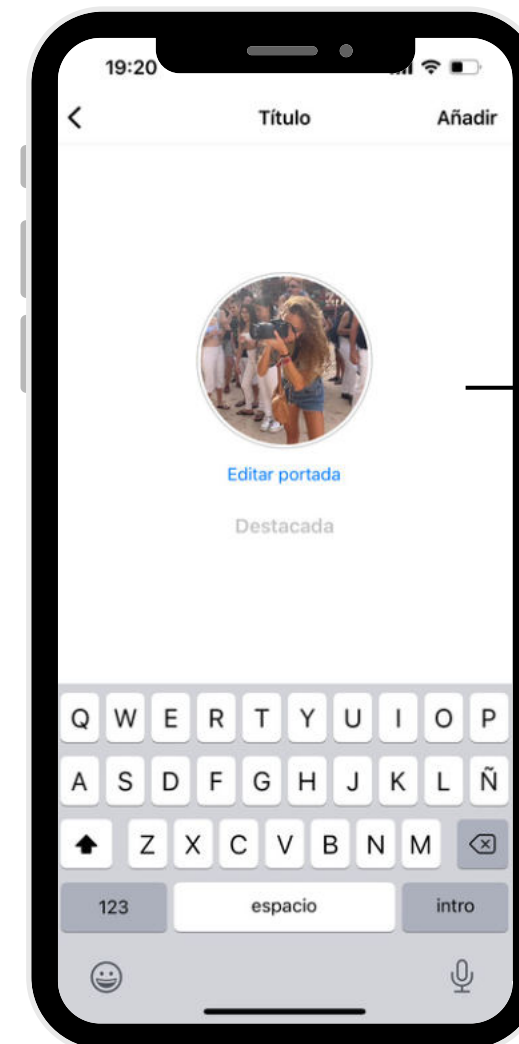 19:20
Título Añadir
Editar portada
Destacada
Q W E R T Y U I O P
A S D F G H J K L Ñ
Z X C V B N M
123 espacio intro